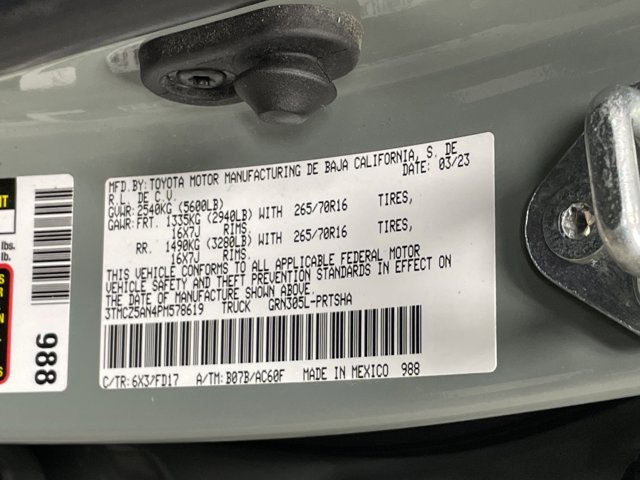 MFD.BY: TOYOTA MOTOR MANUFACTURING DE BAJA CALIFORNIA, S. DE
R.L. DE C.V. DATE: 03/23
GVWR: 2540KG (5600LB)
GAWR:FRT. 1335KG (2940LB) WITH 265/70R16 TIRES,
16X7J RIMS.
RR. 1490KG (3280LB) WITH 265/70R16 TIRES,
16X7J RIMS.
THIS VEHICLE CONFORMS TO ALL APPLICABLE FEDERAL MOTOR
VEHICLE SAFETY AND THEFT PREVENTION STANDARDS IN EFFECT ON
THE DATE OF MANUFACTURE SHOWN ABOVE.
3TMCZ5AN4PM578619 TRUCK GRN305L-PRTSHA
C/TR: 6X3/FD17 A/TM: B07B/AC60F MADE IN MEXICO 988
lbs.
lb.
988